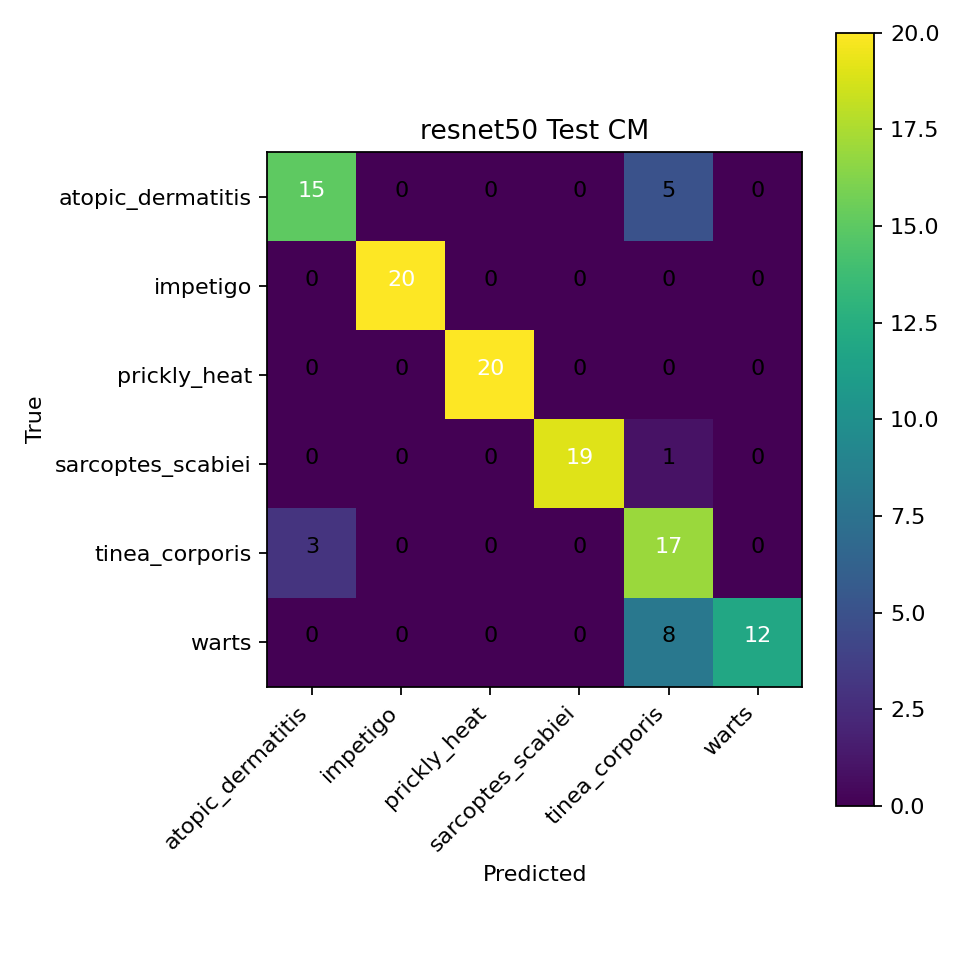 resnet50 Test CM
True
atopic_dermatitis 15 0 0 0 5 0
impetigo 0 20 0 0 0 0
prickly_heat 0 0 20 0 0 0
sarcoptes_scabiei 0 0 0 19 1 0
tinea_corporis 3 0 0 0 17 0
warts 0 0 0 0 8 12
atopic_dermatitis
impetigo
prickly_heat
sarcoptes_scabiei
tinea_corporis
warts
Predicted
20.0
17.5
15.0
12.5
10.0
7.5
5.0
2.5
0.0